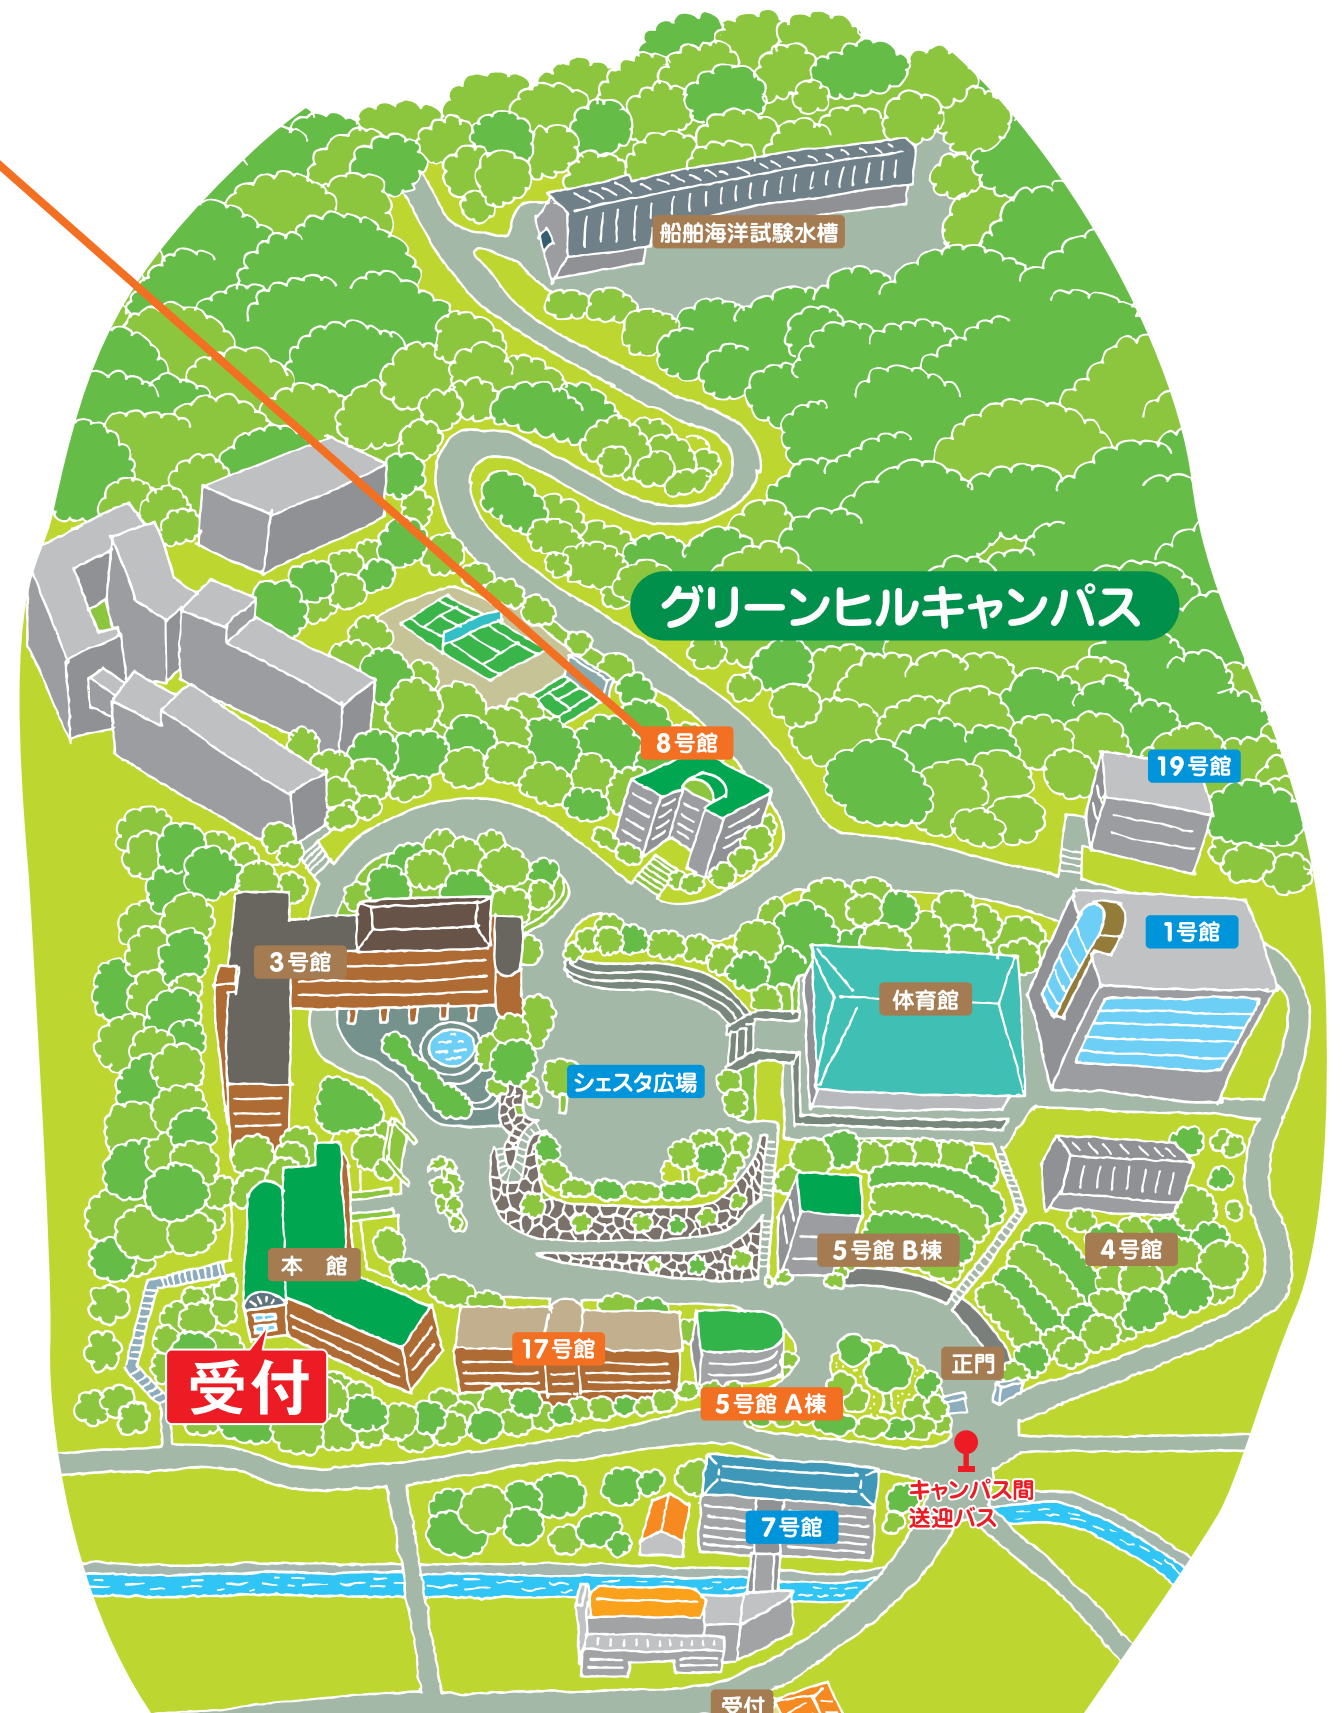 船舶海洋試験水槽
グリーンヒルキャンパス
8号館
19号館
1号館
3号館
体育館
シェスタ広場
5号館 B棟
4号館
本 館
17号館
正門
受付
5号館 A棟
キャンパス間
送迎バス
7号館
受付